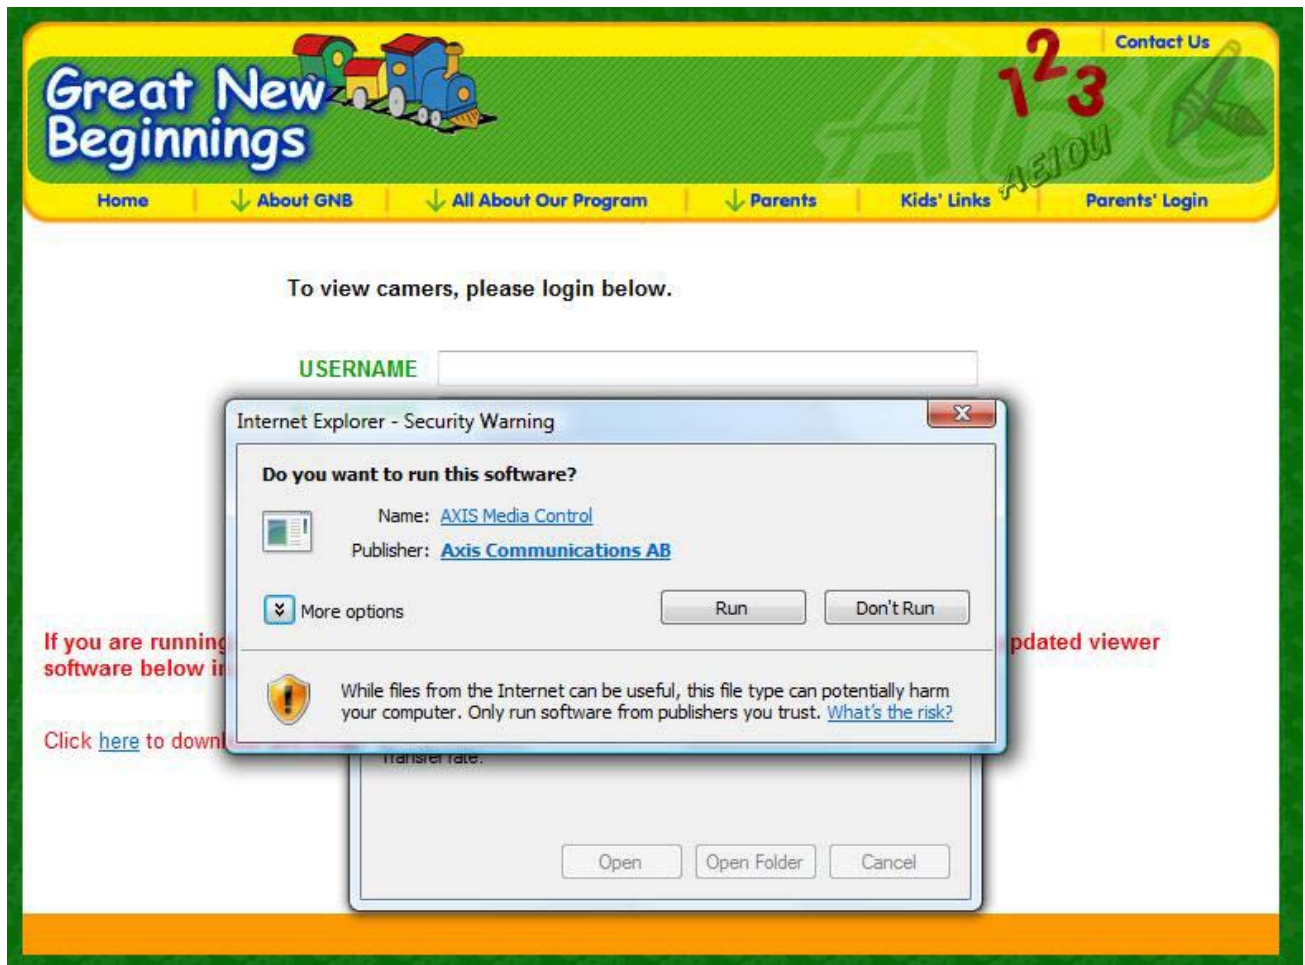 Contact Us
Great New
Beginnings
123
ABC
AEIOU
Home
About GNB
All About Our Program
Parents
Kids' Links
Parents' Login
To view camers, please login below.
USERNAME
Internet Explorer - Security Warning
Do you want to run this software?
Name: AXIS Media Control
Publisher: Axis Communications AB
More options
Run
Don't Run
If you are running
pdated viewer
software below in
While files from the Internet can be useful, this file type can potentially harm
your computer. Only run software from publishers you trust. What's the risk?
Click here to downl
Transfer rate:
Open
Open Folder
Cancel